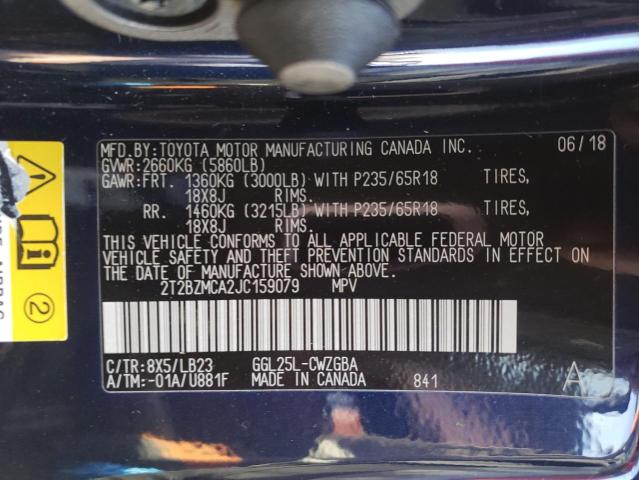 MFD.BY:TOYOTA MOTOR MANUFACTURING CANADA INC. 06/18
GVWR:2660KG (5860LB)
GAWR:FRT. 1360KG (3000LB) WITH P235/65R18 TIRES,
18X8J RIMS.
RR. 1460KG (3215LB) WITH P235/65R18 TIRES,
18X8J RIMS.
THIS VEHICLE CONFORMS TO ALL APPLICABLE FEDERAL MOTOR
VEHICLE SAFETY AND THEFT PREVENTION STANDARDS IN EFFECT ON
THE DATE OF MANUFACTURE SHOWN ABOVE.
2T2BZMCA2JC159079 MPV
C/TR:8X5/LB23 GGL25L-CWZGBA
A/TM:-01A/U881F MADE IN CANADA 841 A
2